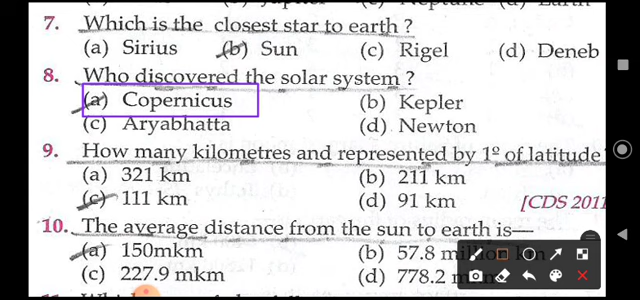 7. Which is the closest star to earth ?
(a) Sirius (b) Sun (c) Rigel (d) Deneb
8. Who discovered the solar system ?
(a) Copernicus (b) Kepler
(c) Aryabhatta (d) Newton
9. How many kilometres and represented by 1º of latitude
(a) 321 km (b) 211 km
(c) 111 km (d) 91 km [CDS 2011
10. The average distance from the sun to earth is—
(a) 150mkm (b) 57.8
(c) 227.9 mkm (d) 778.2